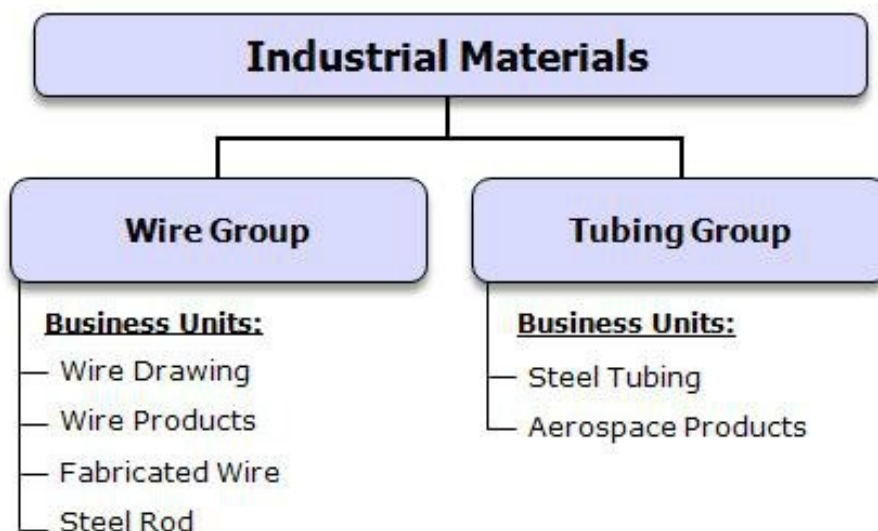 Industrial Materials
Wire Group
Tubing Group
Business Units:
Wire Drawing
Wire Products
Fabricated Wire
Steel Rod
Business Units:
Steel Tubing
Aerospace Products